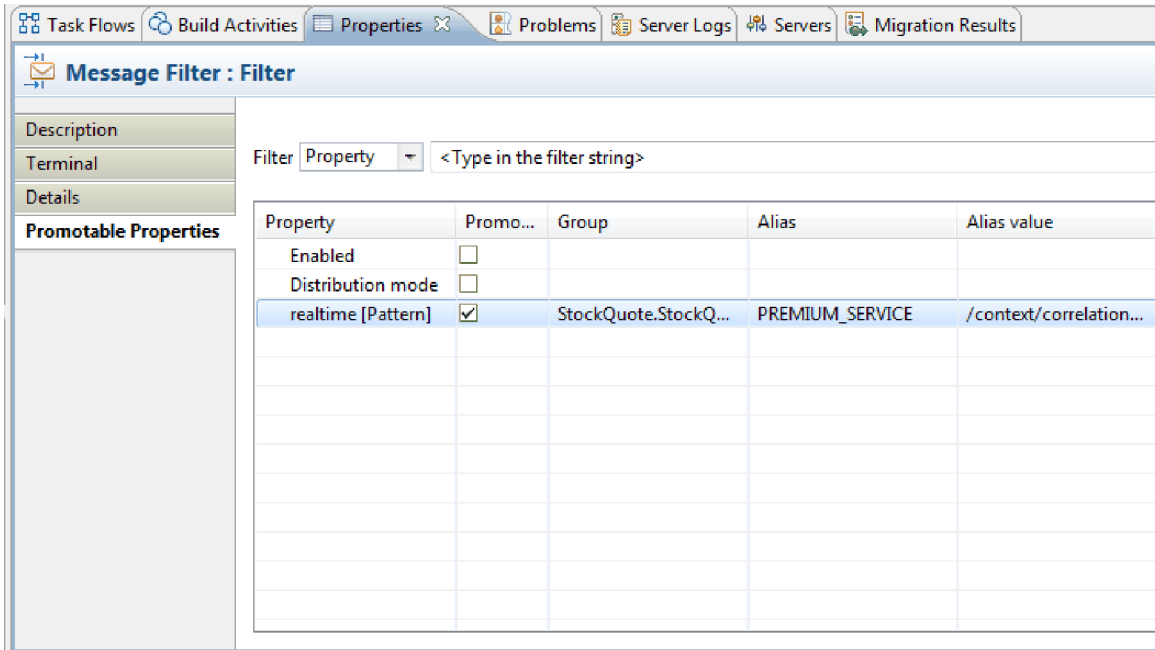 Task Flows Build Activities Properties Problems Server Logs Servers Migration Results
Message Filter : Filter
Description
Terminal
Details
Promotable Properties
Filter Property <Type in the filter string>
Property Promo... Group Alias Alias value
Enabled
Distribution mode
realtime [Pattern] StockQuote.StockQ... PREMIUM_SERVICE /context/correlation...